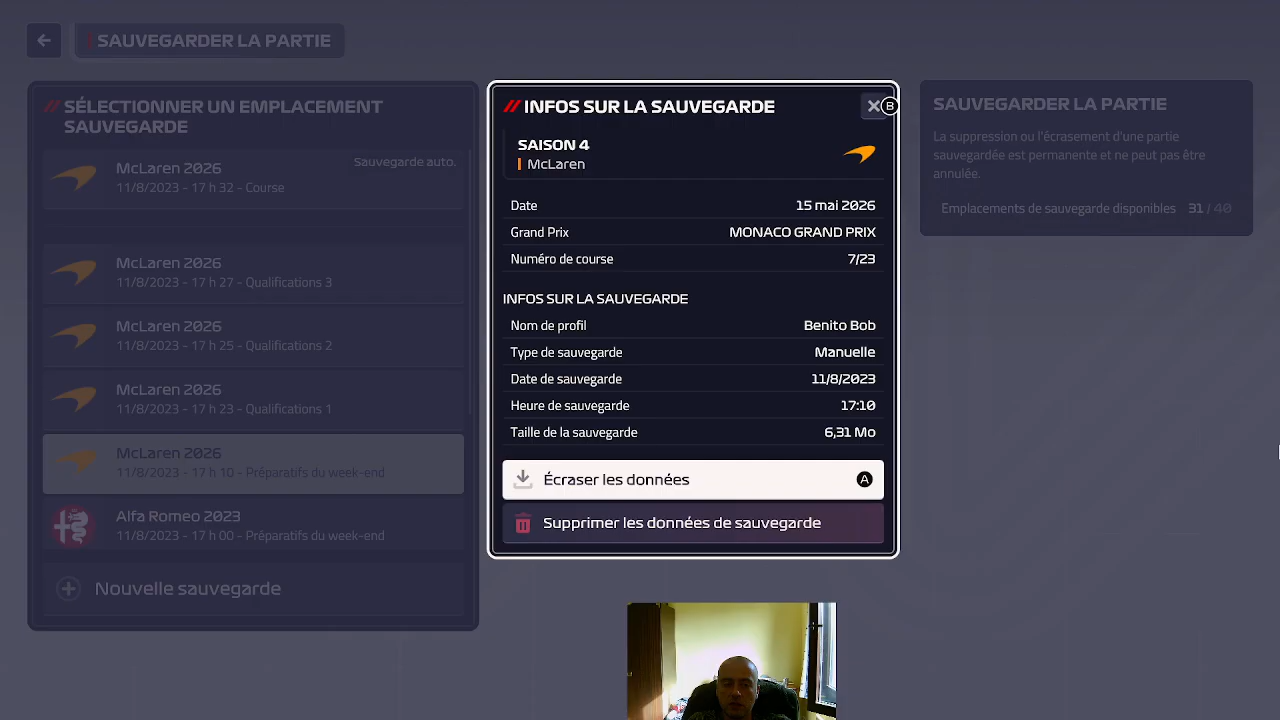 SAUVEGARDER LA PARTIE
SÉLECTIONNER UN EMPLACEMENT
SAUVEGARDE
McLaren 2026
Sauvegarde auto.
11/8/2023 - 17 h 32 - Course
McLaren 2026
11/8/2023 - 17 h 27 - Qualifications 3
McLaren 2026
11/8/2023 - 17 h 25 - Qualifications 2
McLaren 2026
11/8/2023 - 17 h 23 - Qualifications 1
McLaren 2026
11/8/2023 - 17 h 10 - Préparatifs du week-end
Alfa Romeo 2023
11/8/2023 - 17 h 00 - Préparatifs du week-end
Nouvelle sauvegarde
INFOS SUR LA SAUVEGARDE
B
SAISON 4
McLaren
Date 15 mai 2026
Grand Prix MONACO GRAND PRIX
Numéro de course 7/23
INFOS SUR LA SAUVEGARDE
Nom de profil Benito Bob
Type de sauvegarde Manuelle
Date de sauvegarde 11/8/2023
Heure de sauvegarde 17:10
Taille de la sauvegarde 6,31 Mo
Écraser les données A
Supprimer les données de sauvegarde
SAUVEGARDER LA PARTIE
La suppression ou l'écrasement d'une partie
sauvegardée est permanente et ne peut pas être
annulée.
Emplacements de sauvegarde disponibles 31 / 40